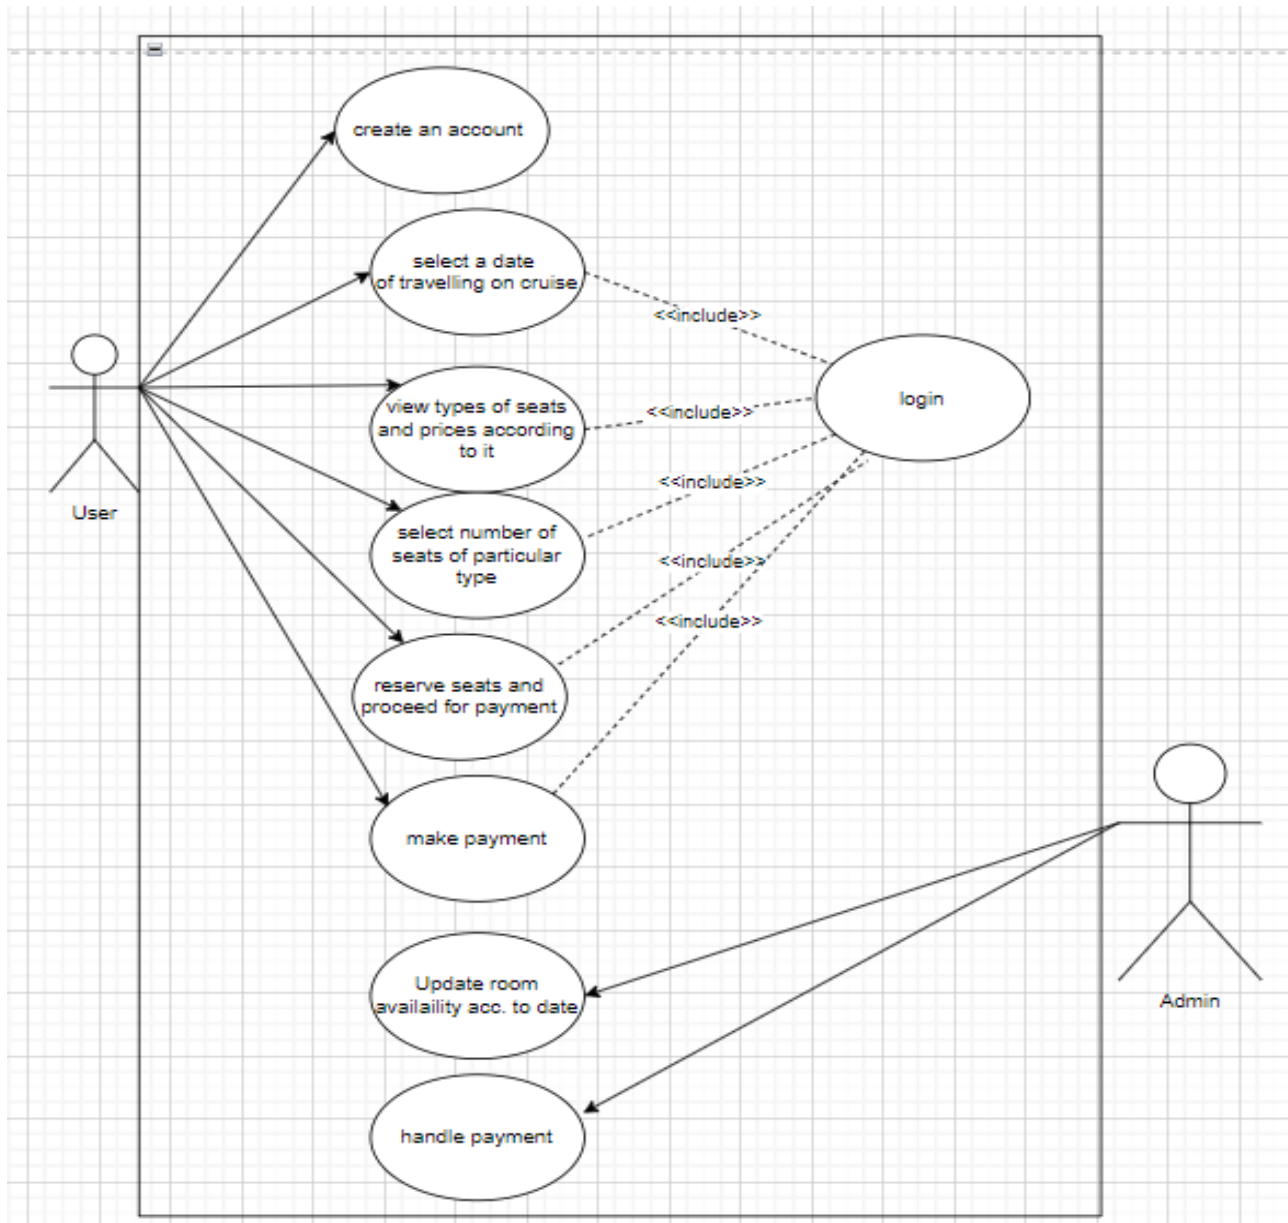 create an account
select a date
of travelling on cruise
<<include>>
view types of seats
and prices according
to it
<<include>>
login
User
select number of
seats of particular
type
<<include>>
<<include>>
<<include>>
reserve seats and
proceed for payment
make payment
Update room
availaility acc. to date
Admin
handle payment